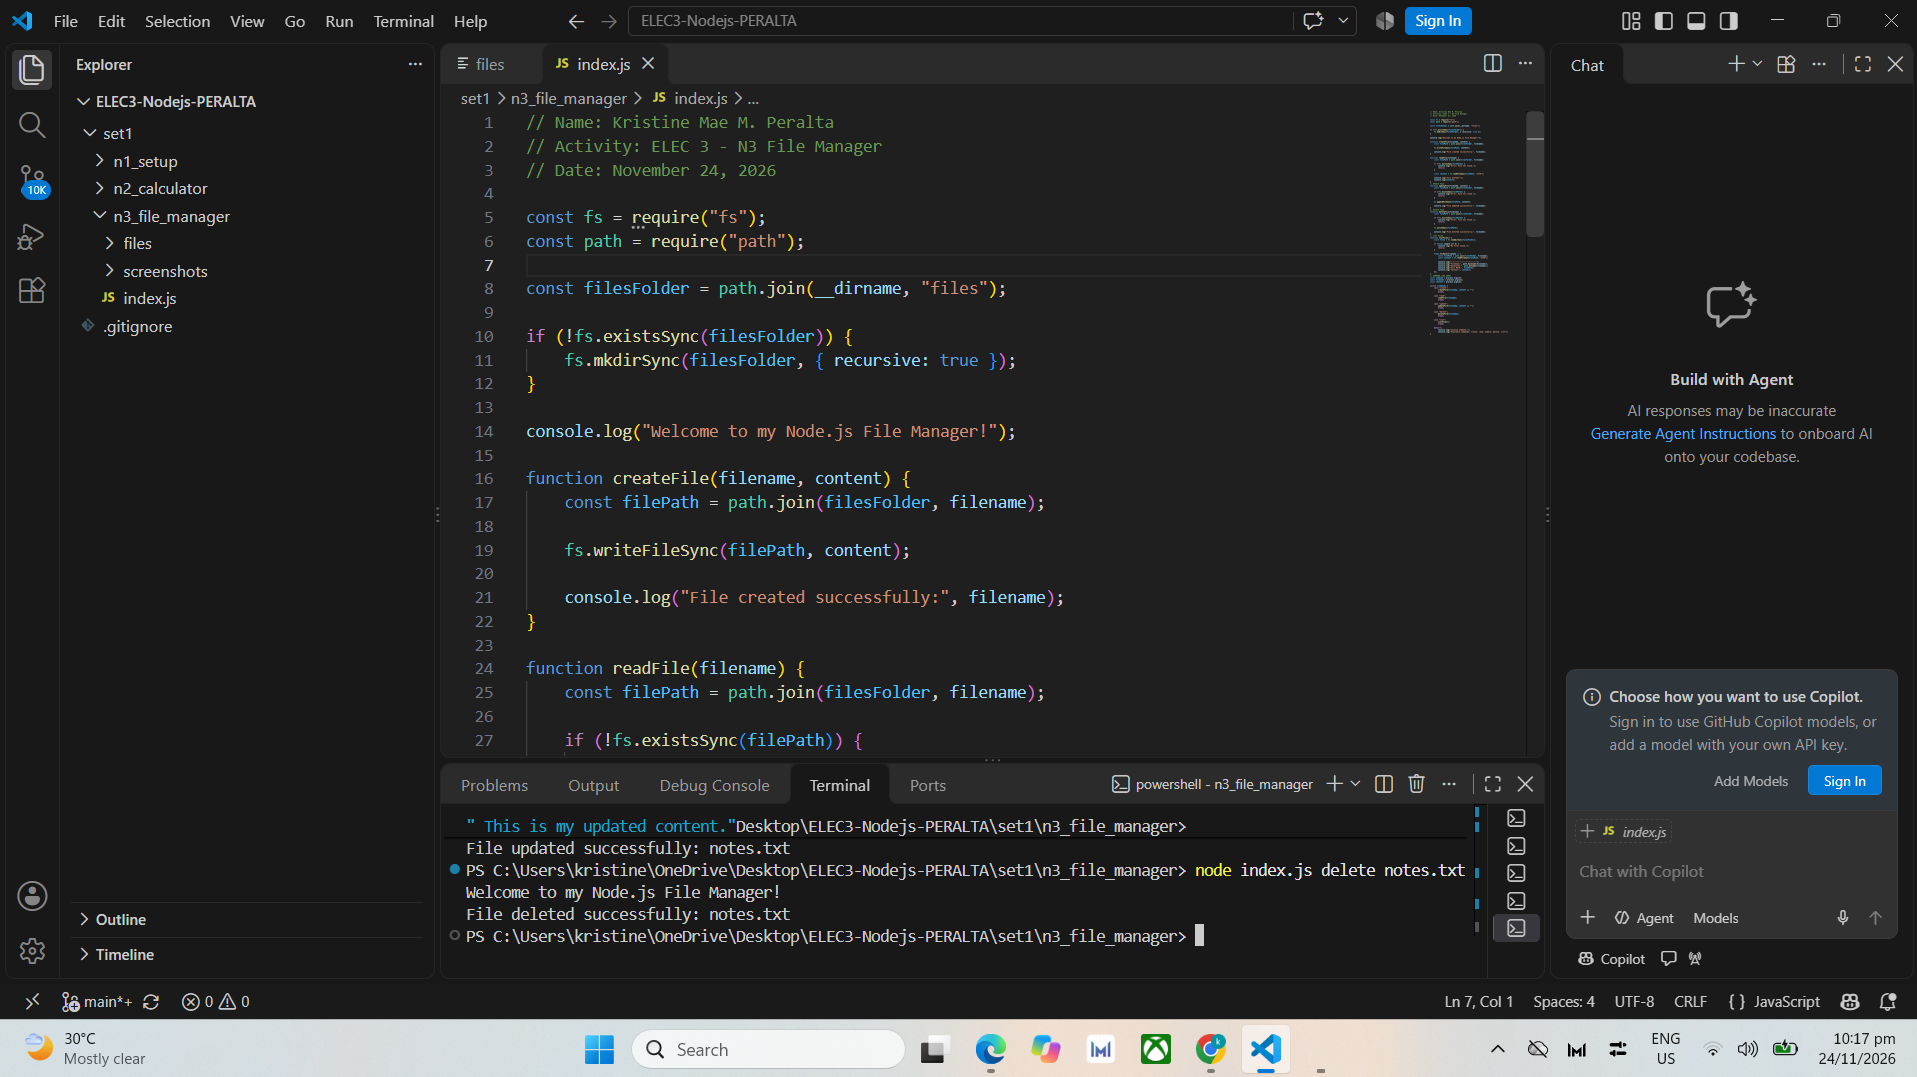 File Edit Selection View Go Run Terminal Help
ELEC3-Nodejs-PERALTA
Sign In
Explorer
ELEC3-Nodejs-PERALTA
set1
n1_setup
n2_calculator
n3_file_manager
files
screenshots
JS index.js
.gitignore
10K
Outline
Timeline
files
JS index.js
set1 > n3_file_manager > JS index.js > ...
1 // Name: Kristine Mae M. Peralta
2 // Activity: ELEC 3 - N3 File Manager
3 // Date: November 24, 2026
4
5 const fs = require("fs");
6 const path = require("path");
7
8 const filesFolder = path.join(__dirname, "files");
9
10 if (!fs.existsSync(filesFolder)) {
11 fs.mkdirSync(filesFolder, { recursive: true });
12 }
13
14 console.log("Welcome to my Node.js File Manager!");
15
16 function createFile(filename, content) {
17 const filePath = path.join(filesFolder, filename);
18
19 fs.writeFileSync(filePath, content);
20
21 console.log("File created successfully:", filename);
22 }
23
24 function readFile(filename) {
25 const filePath = path.join(filesFolder, filename);
26
27 if (!fs.existsSync(filePath)) {
Problems Output Debug Console Terminal Ports
powershell - n3_file_manager
" This is my updated content."Desktop\ELEC3-Nodejs-PERALTA\set1\n3_file_manager>
File updated successfully: notes.txt
PS C:\Users\kristine\OneDrive\Desktop\ELEC3-Nodejs-PERALTA\set1\n3_file_manager> node index.js delete notes.txt
Welcome to my Node.js File Manager!
File deleted successfully: notes.txt
PS C:\Users\kristine\OneDrive\Desktop\ELEC3-Nodejs-PERALTA\set1\n3_file_manager>
Chat
Build with Agent
AI responses may be inaccurate
Generate Agent Instructions to onboard AI
onto your codebase.
Choose how you want to use Copilot.
Sign in to use GitHub Copilot models, or
add a model with your own API key.
Add Models
Sign In
JS index.js
Chat with Copilot
Agent Models
Copilot
main*+
0 0
Ln 7, Col 1 Spaces: 4 UTF-8 CRLF {} JavaScript
30°C
Mostly clear
Search
ENG
US
10:17 pm
24/11/2026